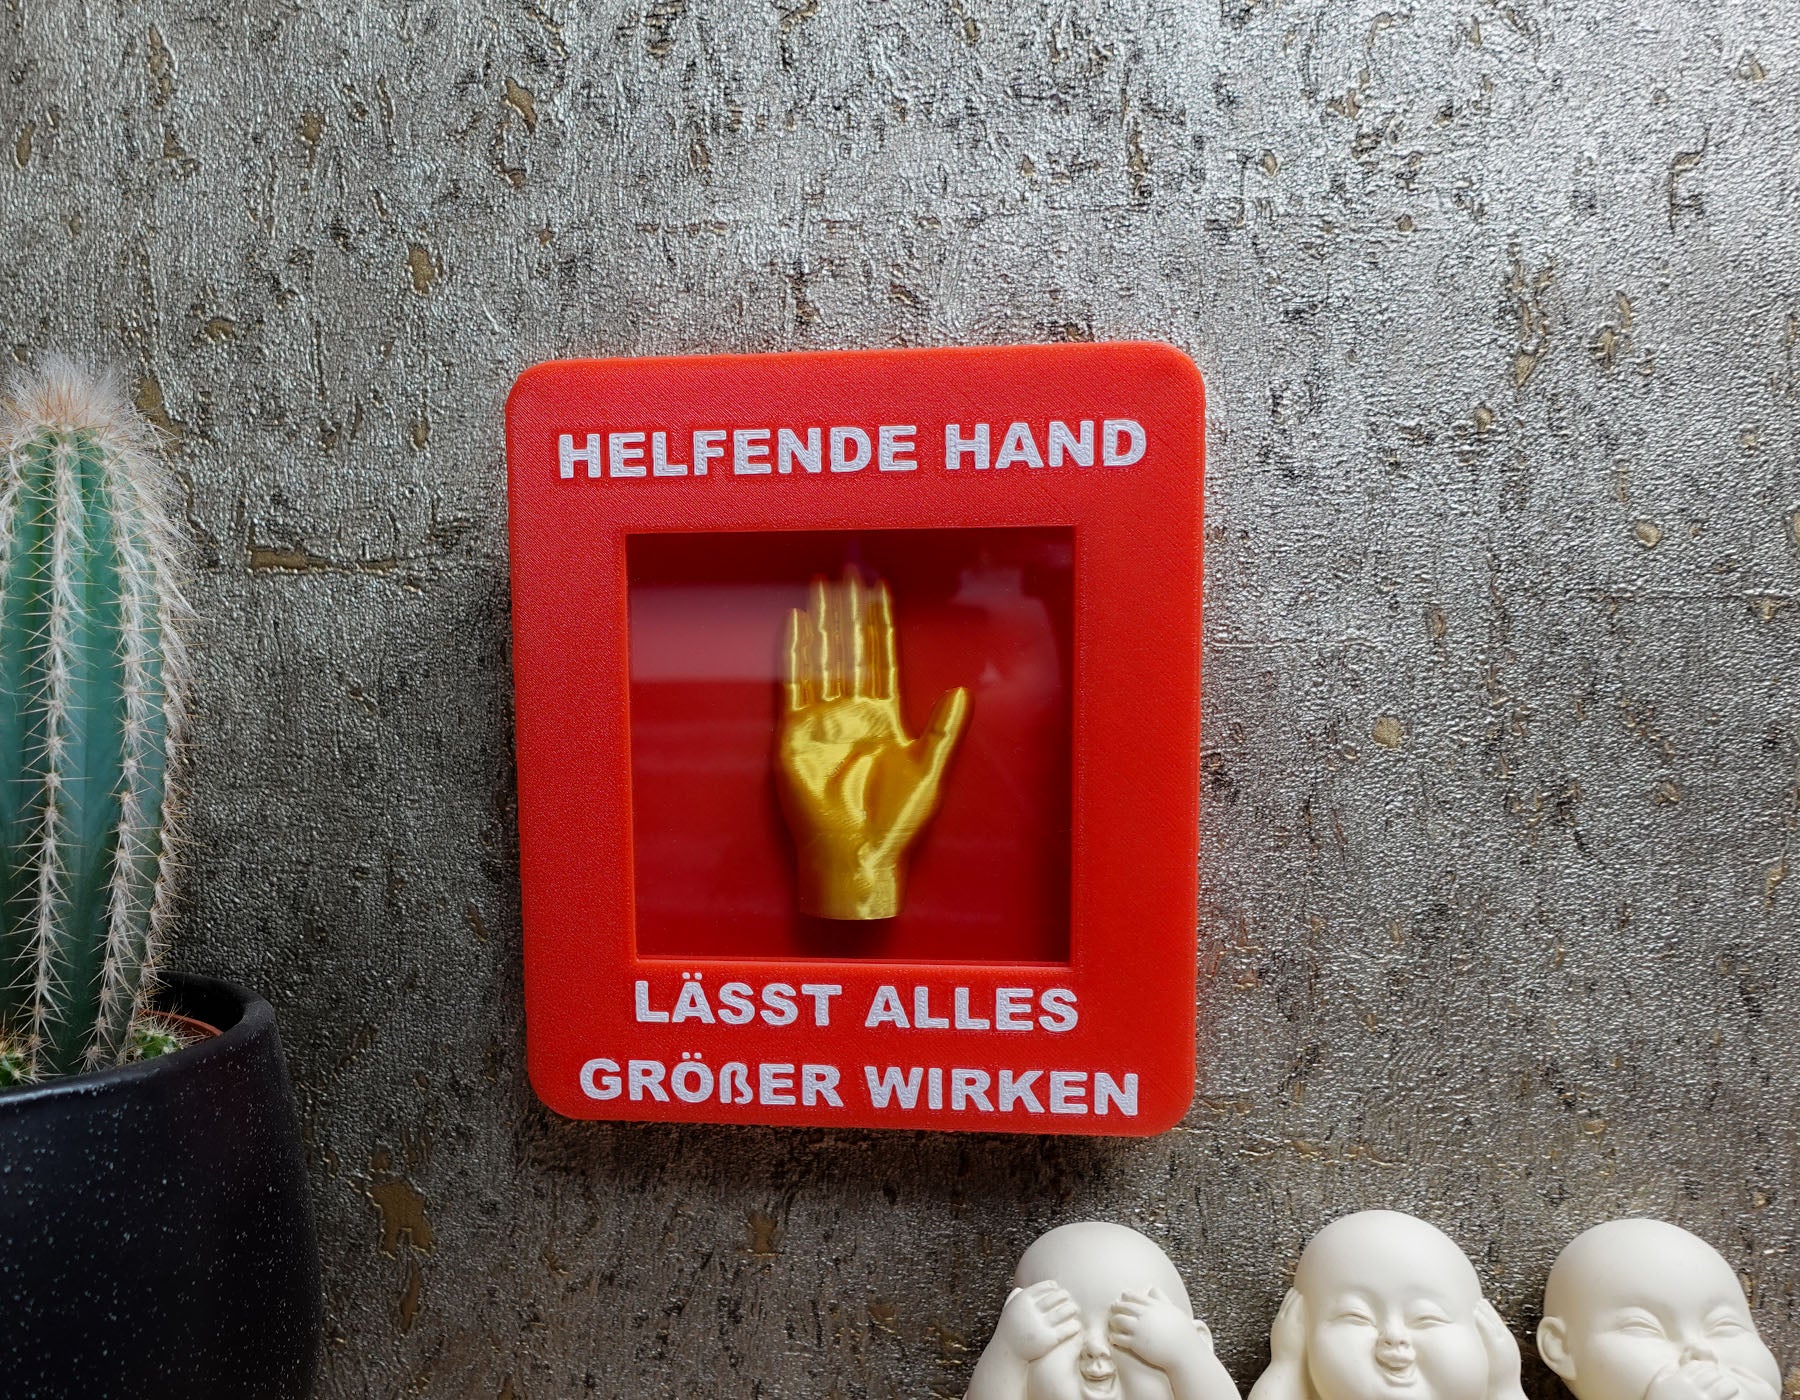 HELFENDE HAND
LÄSST ALLES
GRÖßER WIRKEN